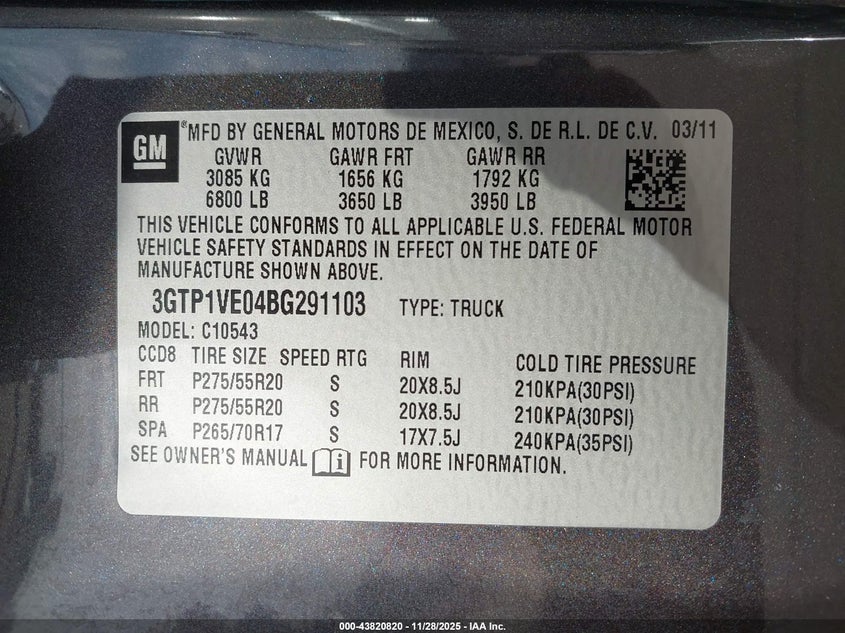 GM ®MFD BY GENERAL MOTORS DE MEXICO, S. DE R.L. DE C.V. 03/11
GVWR GAWR FRT GAWR RR
3085 KG 1656 KG 1792 KG
6800 LB 3650 LB 3950 LB
THIS VEHICLE CONFORMS TO ALL APPLICABLE U.S. FEDERAL MOTOR
VEHICLE SAFETY STANDARDS IN EFFECT ON THE DATE OF
MANUFACTURE SHOWN ABOVE.
3GTP1VE04BG291103 TYPE: TRUCK
MODEL: C10543
CCD8 TIRE SIZE SPEED RTG RIM COLD TIRE PRESSURE
FRT P275/55R20 S 20X8.5J 210KPA(30PSI)
RR P275/55R20 S 20X8.5J 210KPA(30PSI)
SPA P265/70R17 S 17X7.5J 240KPA(35PSI)
SEE OWNER'S MANUAL i FOR MORE INFORMATION.
000-43820820 - 11/28/2025 - IAA Inc.